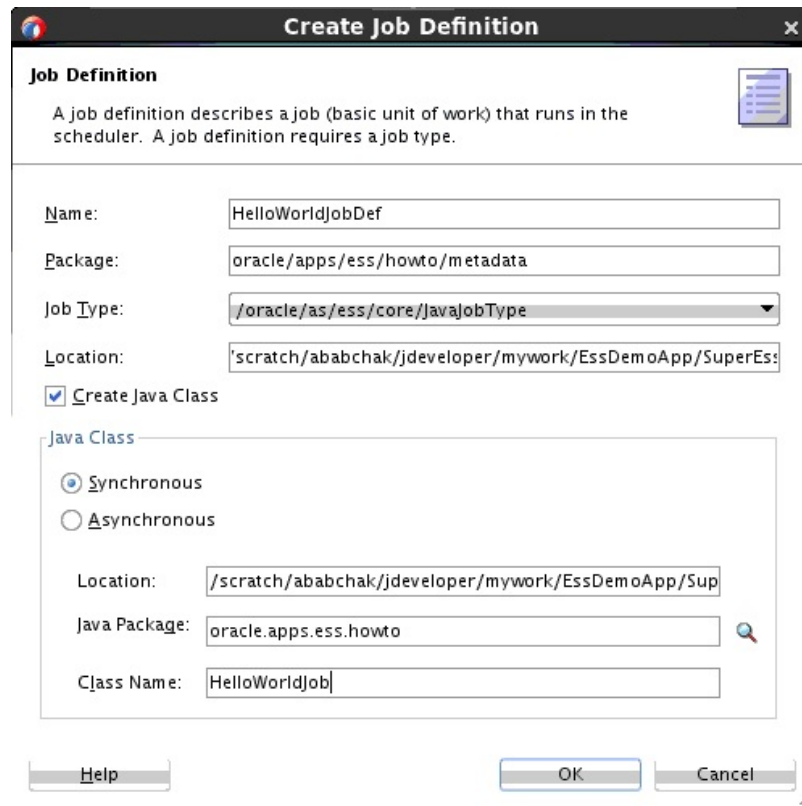 Create Job Definition
Job Definition
A job definition describes a job (basic unit of work) that runs in the
scheduler. A job definition requires a job type.
Name: HelloWorldJobDef
Package: oracle/apps/ess/howto/metadata
Job Type: /oracle/as/ess/core/JavaJobType
Location: 'scratch/ababchak/jdeveloper/mywork/EssDemoApp/SuperEss
Create Java Class
Java Class
Synchronous
Asynchronous
Location: /scratch/ababchak/jdeveloper/mywork/EssDemoApp/Sup
Java Package: oracle.apps.ess.howto
Class Name: HelloWorldJob
Help OK Cancel